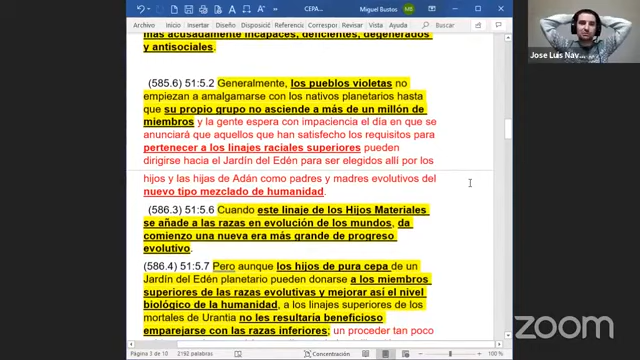 5:57 p. m.
CEPA...
Miguel Bustos
MB
Archivo
Inicio
Insertar
Dibujar
Diseño
Disposición
Referencia
Correspond
Revisar
Vista
Ayuda
Buscar
más acusadamente incapaces, deficientes, degenerados
y antisociales.
(585.6) 51:5.2 Generalmente, los pueblos violetas no
empiezan a amalgamarse con los nativos planetarios hasta
que su propio grupo no asciende a más de un millón de
miembros y la gente espera con impaciencia el día en que se
anunciará que aquellos que han satisfecho los requisitos para
pertenecer a los linajes raciales superiores pueden
dirigirse hacia el Jardín del Edén para ser elegidos allí por los
hijos y las hijas de Adán como padres y madres evolutivos del
nuevo tipo mezclado de humanidad.
(586.3) 51:5.6 Cuando este linaje de los Hijos Materiales
se añade a las razas en evolución de los mundos, da
comienzo una nueva era más grande de progreso
evolutivo.
(586.4) 51:5.7 Pero aunque los hijos de pura cepa de un
Jardín del Edén planetario pueden donarse a los miembros
superiores de las razas evolutivas y mejorar así el nivel
biológico de la humanidad, a los linajes superiores de los
mortales de Urantia no les resultaría beneficioso
emparejarse con las razas inferiores; un proceder tan poco
Página 3 de 10
2192 palabras
Concentración
100 %
Jose Luis Nav...
zoom